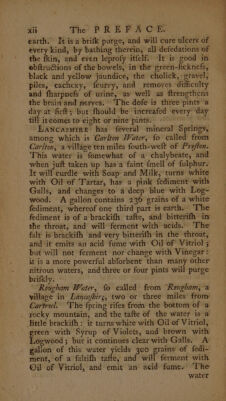 xii The PREFACE.
earth. It is a briſk purge, and will cure ulcers of
every kind, by bathing therein, all defedations of
the ſkin, and even leproſy itſelf. It is good in
obſtructions of the bowels, in the green-ſickneſs,
black and yellow jaundice, the cholick, gravel,
piles, cachexy, ſcurvy, and removes difficulty
and ſharpneſs of urine, as well as ſtrengthens
the brain and nerves. The doſe is three pints a
day at firſt; but ſhould be increaſed every day
till it comes to eight or nine pints.
LANCASHIRE has ſeveral mineral Springs,
among which is Carlton Water, ſo called from
Carlton, a village ten miles ſouth-weſt of Preſton.
This water is ſomewhat of a chalybeate, and
when juſt taken up has a faint ſmell of ſulphur.
It will curdle with Soap and Milk, turns white
with Oil of Tartar, has a pink ſediment with
Galls, and changes to a deep blue with Log-
wood. A gallon contains 236 grains of a white
ſediment, whereof one third part is earth. The
ſediment is of a brackiſh taſte, and bitteriſh in
the throat, and will ferment with acids. The
ſalt is brackiſh and very bitteriſh in the throat,
and it emits an acid fume with Oil of Vitriol;
but will not ferment nor change with Vinegar:
it is a more powerful abſorbent than many other
nitrous waters, and three or four pints will purge
briſkly.
Rougham Water, ſo called from Rougham, a
village in Lancaſhire, two or three miles from
Cartmel. The ſpring riſes from the bottom of a
rocky mountain, and the taſte of the water is a
little brackiſh: it turns white with Oil of Vitriol,
green with Syrup of Violets, and brown with
Logwood; but it continues clear with Galls. A
gallon of this water yields 300 grains of ſedi-
ment, of a ſaltiſh taſte, and will ferment with
Oil of Vitriol, and emit an acid fume. The
water